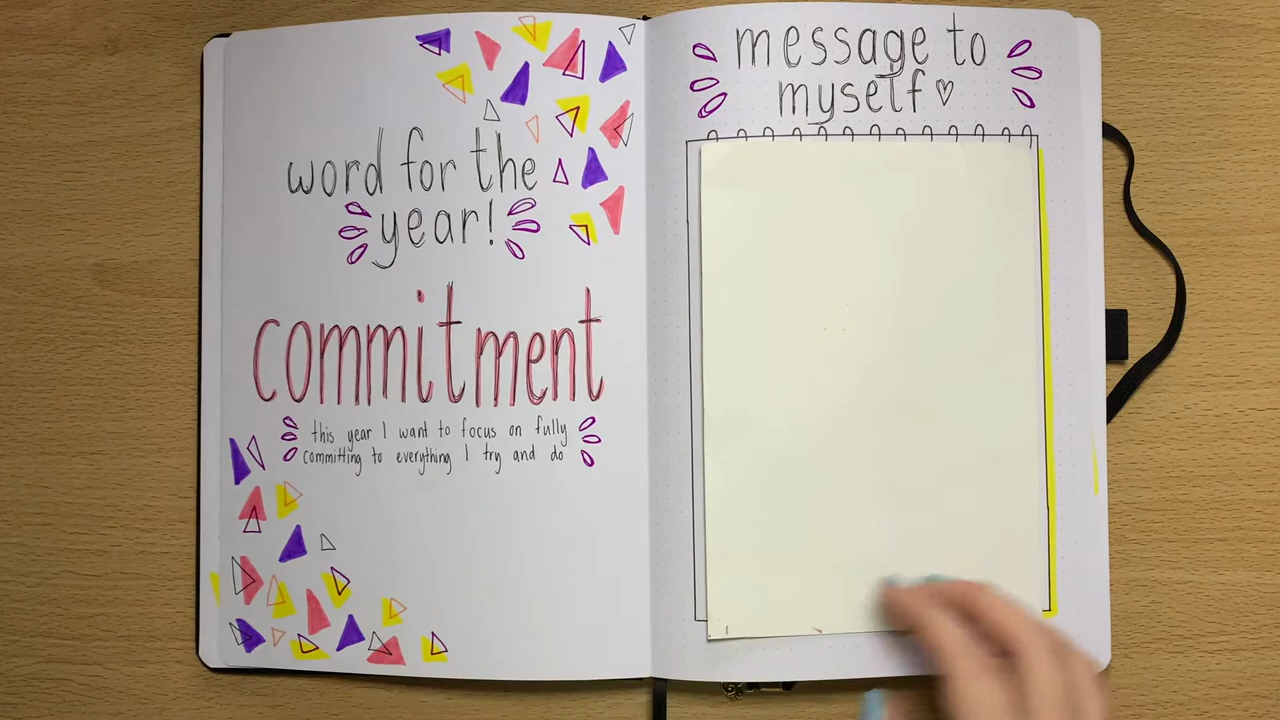 word for the
year!
commitment
this year I want to focus on fully
committing to everything I try and do
message to
myself♡